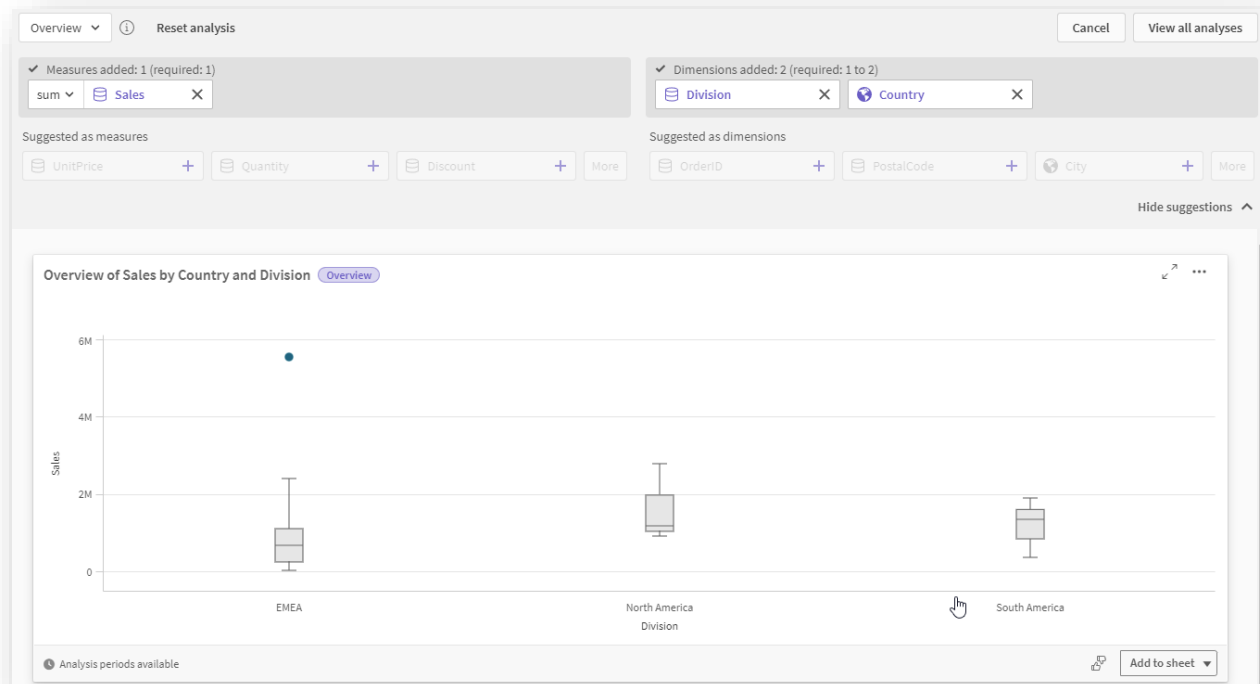 Overview
Reset analysis
Cancel
View all analyses
Measures added: 1 (required: 1)
sum
Sales
Dimensions added: 2 (required: 1 to 2)
Division
Country
Suggested as measures
UnitPrice
Quantity
Discount
More
Suggested as dimensions
OrderID
PostalCode
City
More
Hide suggestions
Overview of Sales by Country and Division
Overview
6M
4M
2M
0
Sales
EMEA
North America
South America
Division
Analysis periods available
Add to sheet